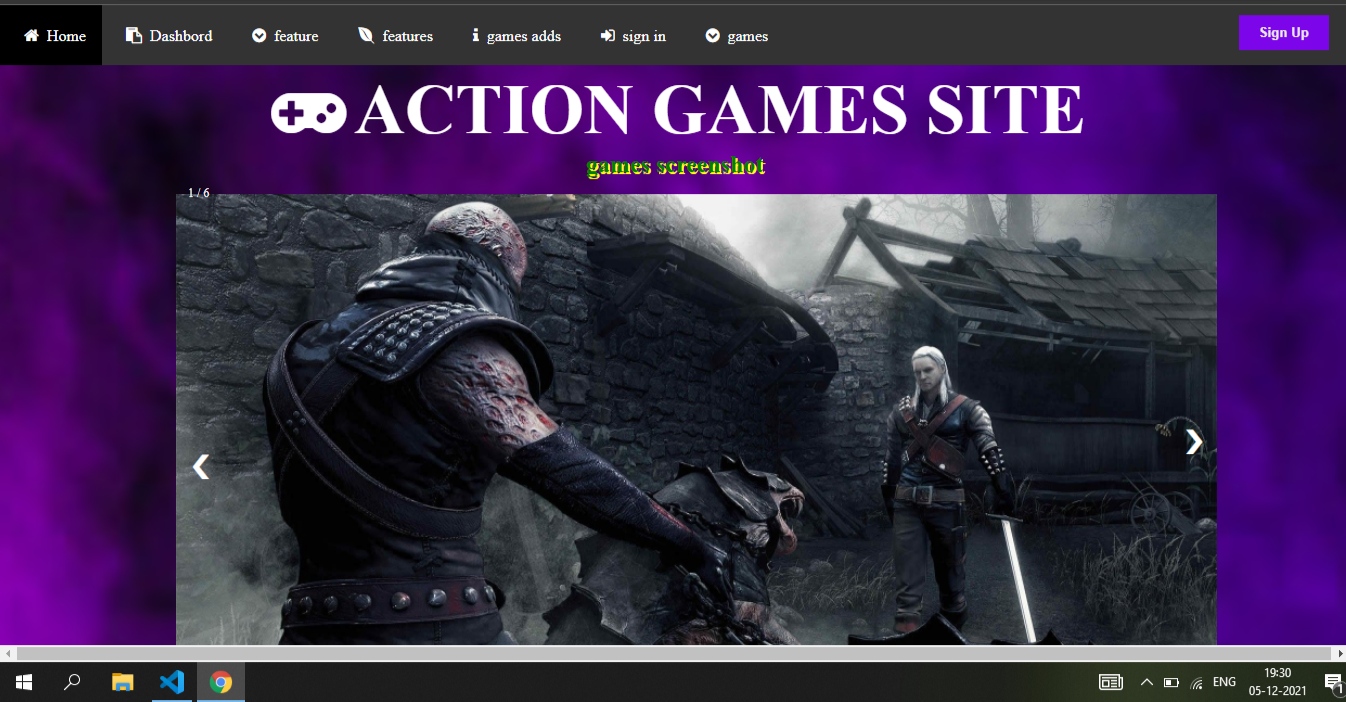 Home Dashbord feature features games adds sign in games Sign Up
ACTION GAMES SITE
games screenshot
1 / 6
❮ ❯
ENG 19:30
05-12-2021
1